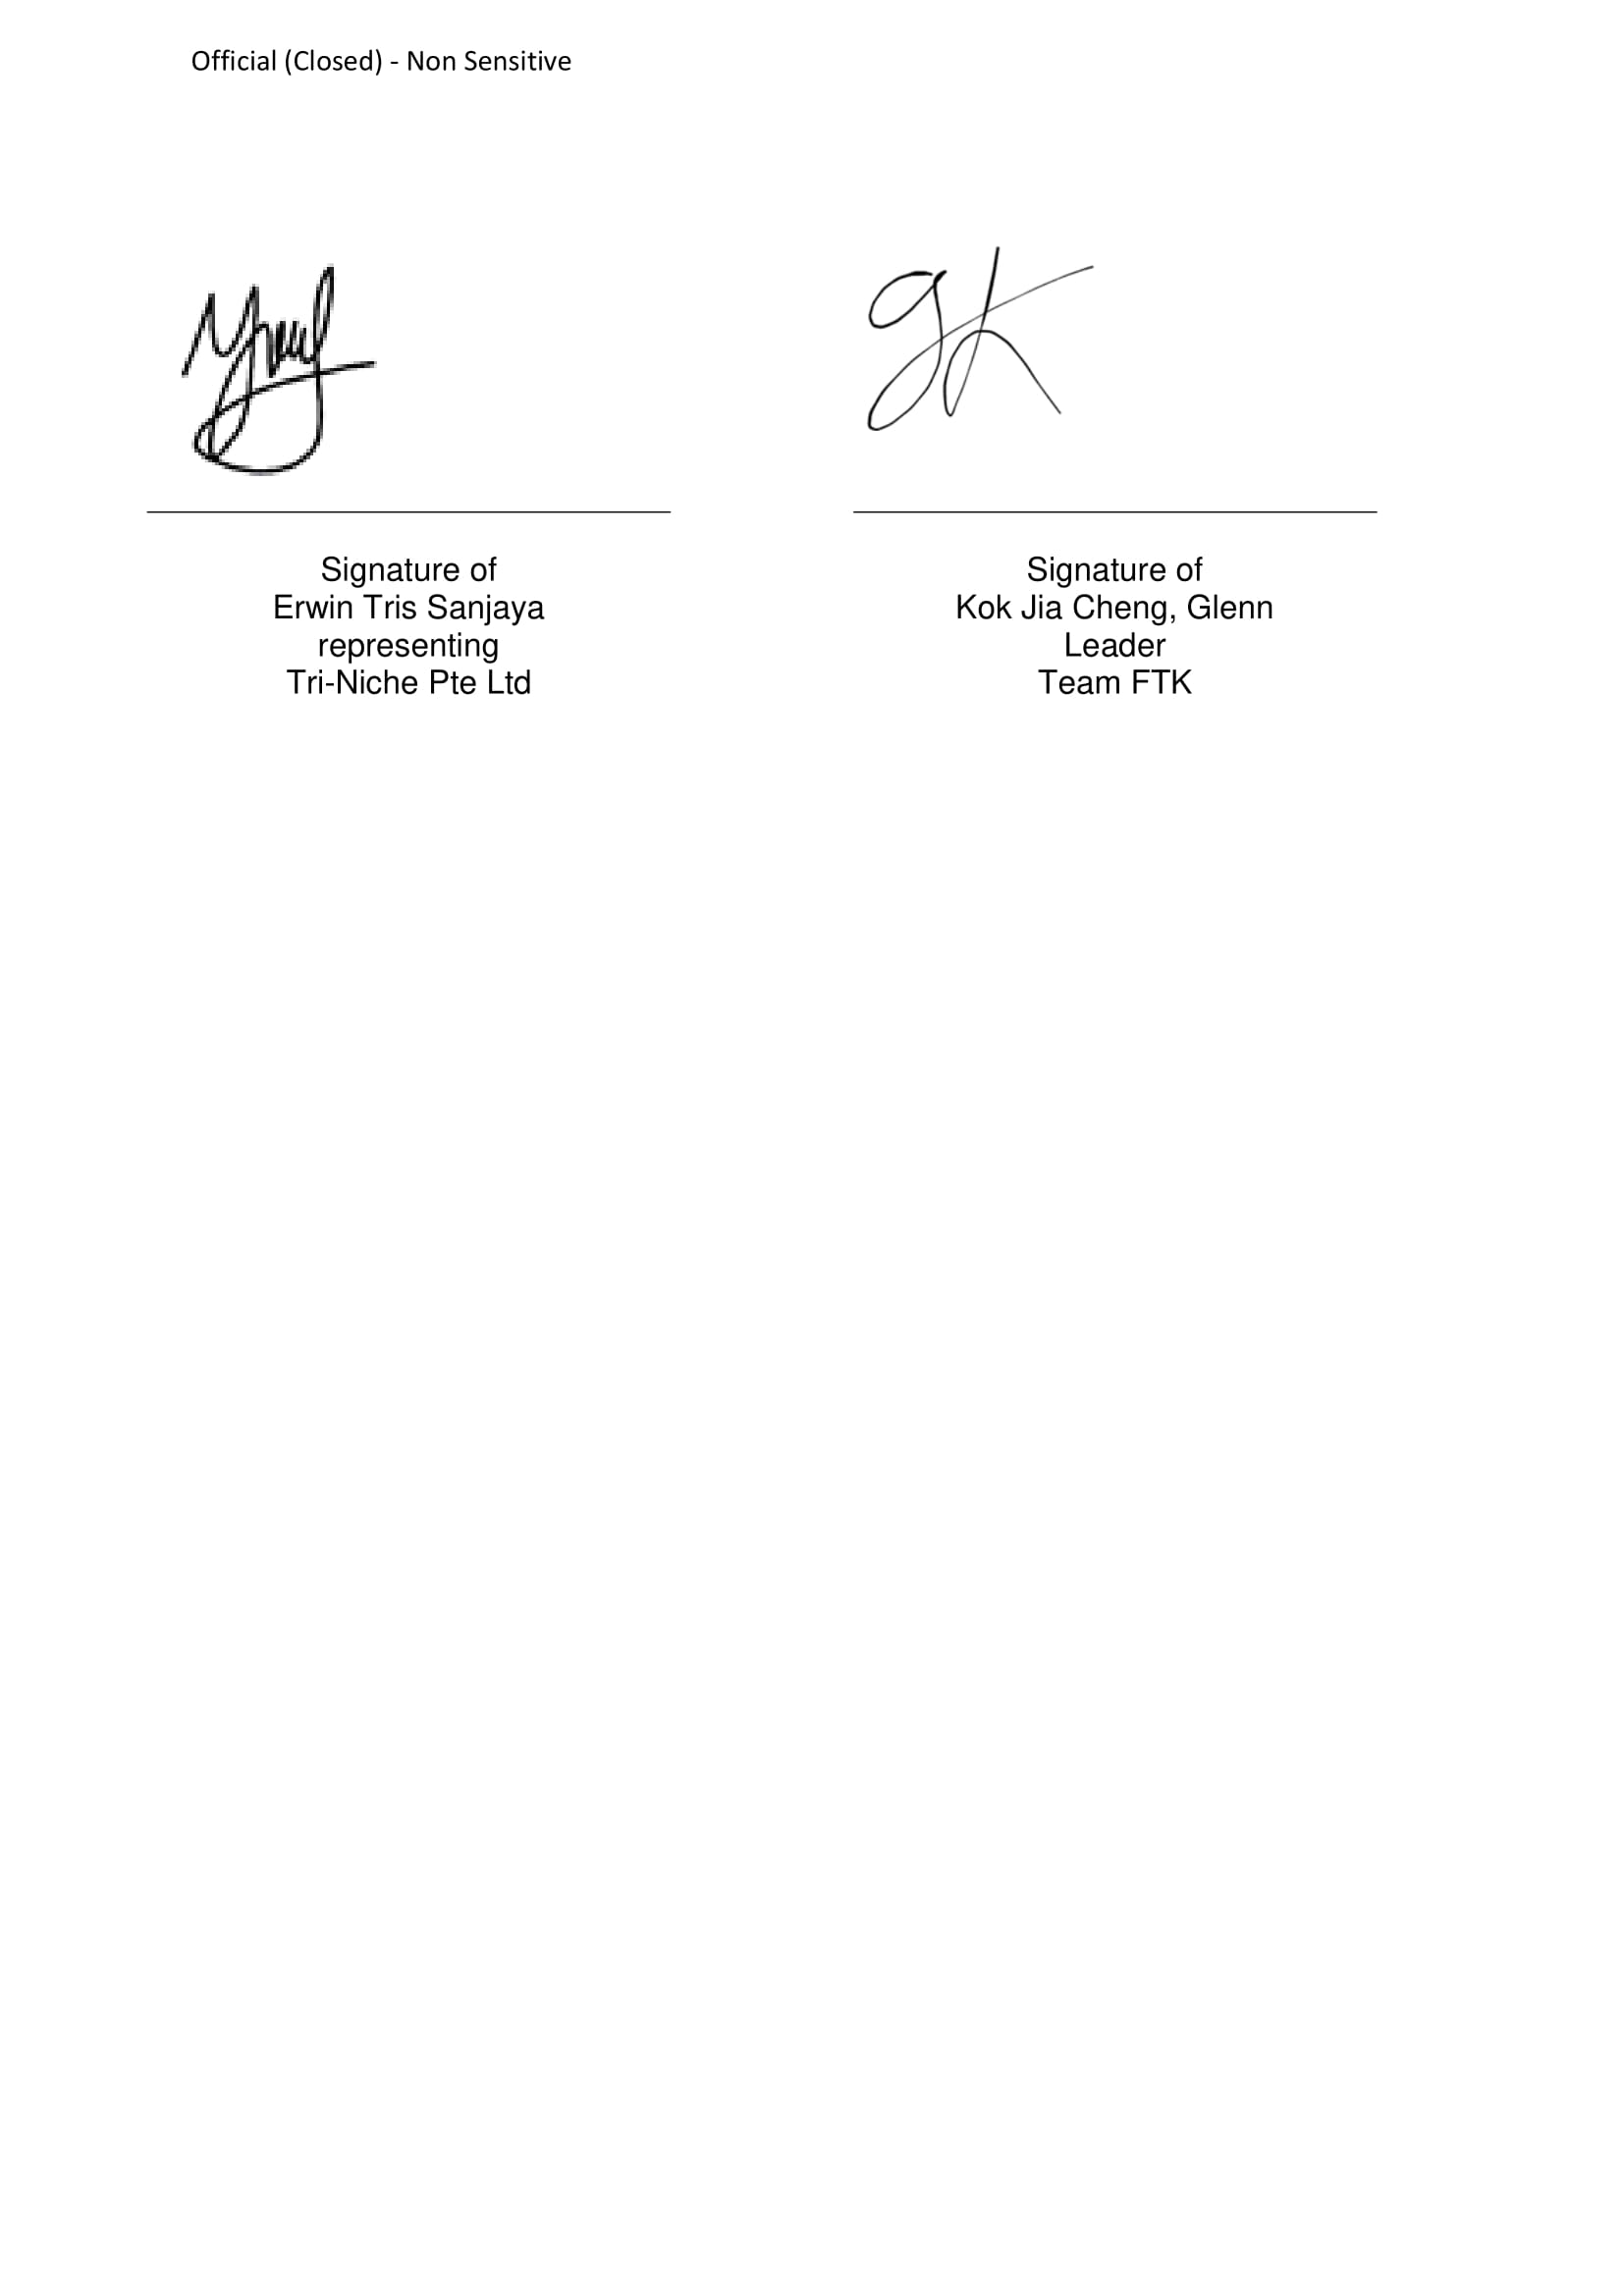 Official (Closed) - Non Sensitive
gK
Signature of
Erwin Tris Sanjaya
representing
Tri-Niche Pte Ltd
Signature of
Kok Jia Cheng, Glenn
Leader
Team FTK